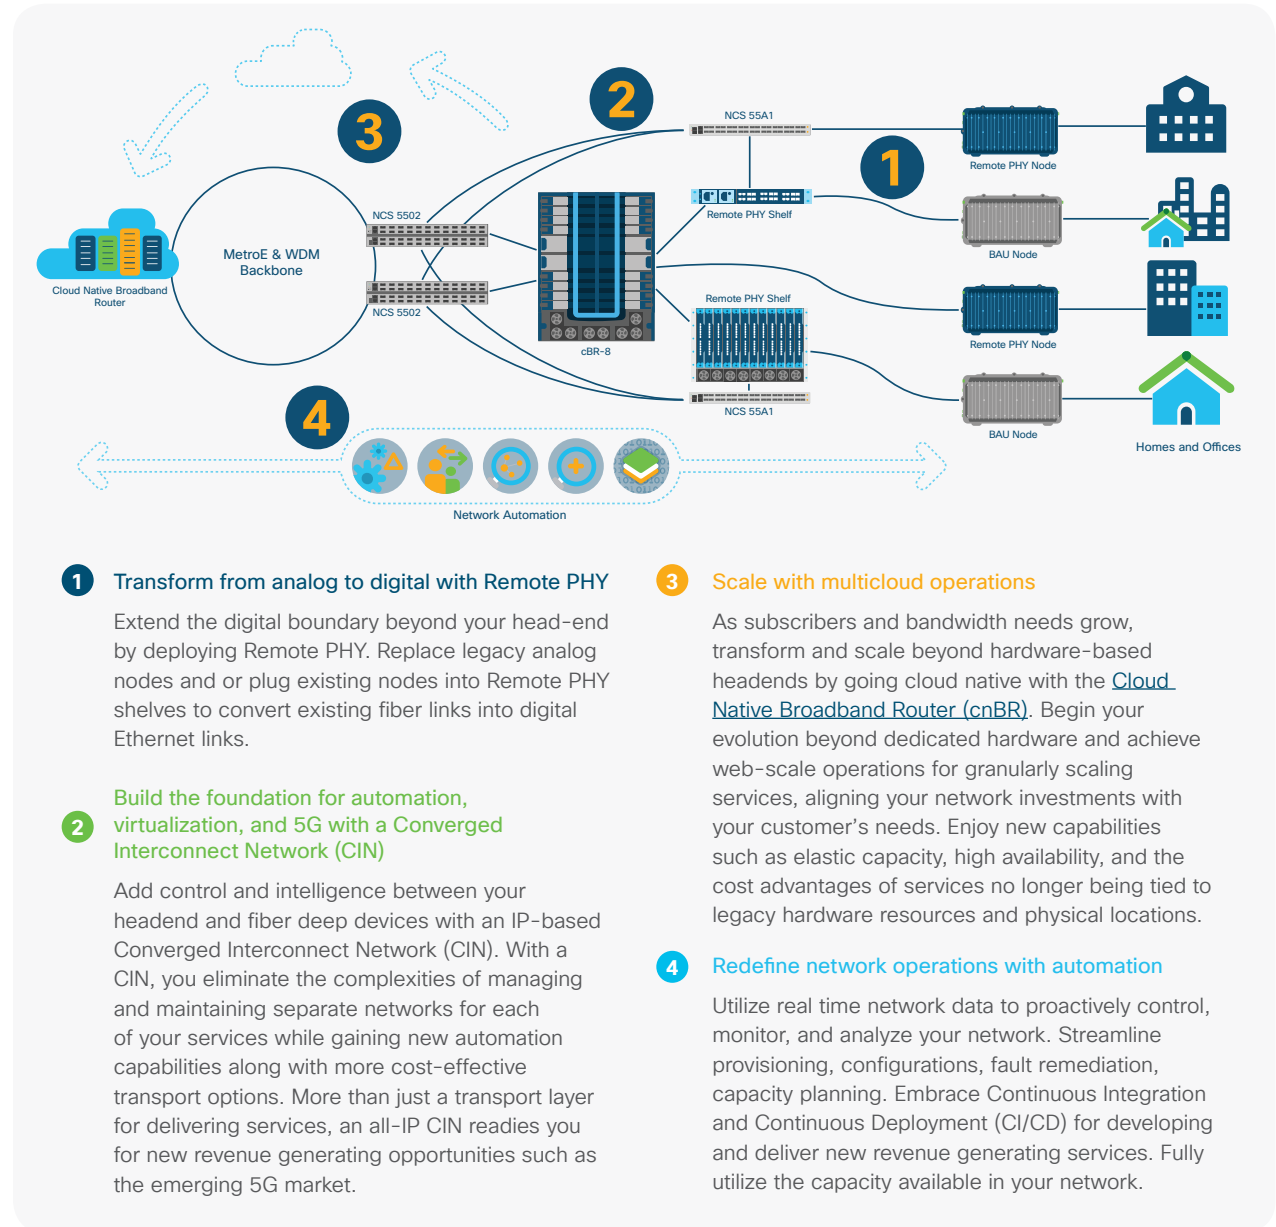 3
2
NCS 55A1
1
Remote PHY Node
NCS 5502
Remote PHY Shelf
MetroE & WDM
Backbone
BAU Node
Cloud Native Broadband
Router
NCS 5502
Remote PHY Shelf
cBR-8
Remote PHY Node
NCS 55A1
4
BAU Node
Homes and Offices
Network Automation
1 Transform from analog to digital with Remote PHY
Extend the digital boundary beyond your head-end
by deploying Remote PHY. Replace legacy analog
nodes and or plug existing nodes into Remote PHY
shelves to convert existing fiber links into digital
Ethernet links.
2 Build the foundation for automation,
virtualization, and 5G with a Converged
Interconnect Network (CIN)
Add control and intelligence between your
headend and fiber deep devices with an IP-based
Converged Interconnect Network (CIN). With a
CIN, you eliminate the complexities of managing
and maintaining separate networks for each
of your services while gaining new automation
capabilities along with more cost-effective
transport options. More than just a transport layer
for delivering services, an all-IP CIN readies you
for new revenue generating opportunities such as
the emerging 5G market.
3 Scale with multicloud operations
As subscribers and bandwidth needs grow,
transform and scale beyond hardware-based
headends by going cloud native with the Cloud
Native Broadband Router (cnBR). Begin your
evolution beyond dedicated hardware and achieve
web-scale operations for granularly scaling
services, aligning your network investments with
your customer's needs. Enjoy new capabilities
such as elastic capacity, high availability, and the
cost advantages of services no longer being tied to
legacy hardware resources and physical locations.
4 Redefine network operations with automation
Utilize real time network data to proactively control,
monitor, and analyze your network. Streamline
provisioning, configurations, fault remediation,
capacity planning. Embrace Continuous Integration
and Continuous Deployment (CI/CD) for developing
and deliver new revenue generating services. Fully
utilize the capacity available in your network.